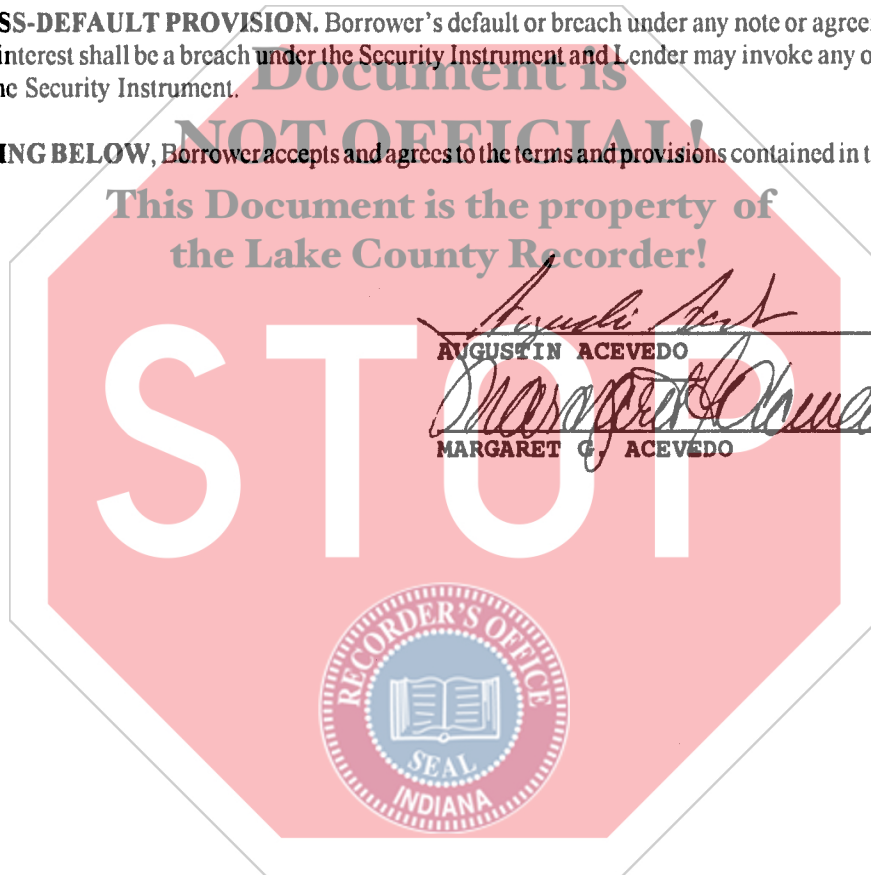 SS-DEFAULT PROVISION. Borrower's default or breach under any note or agree
interest shall be a breach under the Security Instrument and Lender may invoke any o
he Security Instrument.
Document is
NOT OFFICIAL!
ING BELOW, Borrower accepts and agrees to the terms and provisions contained in t
This Document is the property of
the Lake County Recorder!
AUGUSTIN ACEVEDO
Margaret G. Aceve
MARGARET G. ACEVEDO
STOP
RECORDER'S OFFICE
SEAL
INDIANA